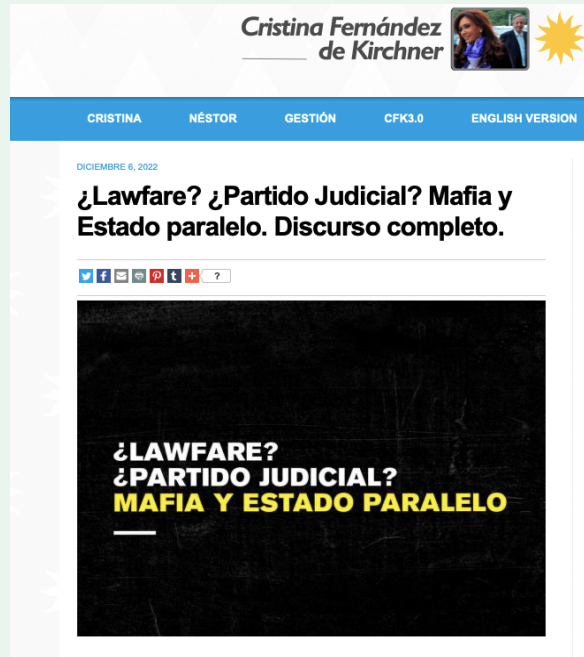 Cristina Fernández
de Kirchner
CRISTINA NÉSTOR GESTIÓN CFK3.0 ENGLISH VERSION
DICIEMBRE 6, 2022
¿Lawfare? ¿Partido Judicial? Mafia y
Estado paralelo. Discurso completo.
?
¿LAWFARE?
¿PARTIDO JUDICIAL?
MAFIA Y ESTADO PARALELO